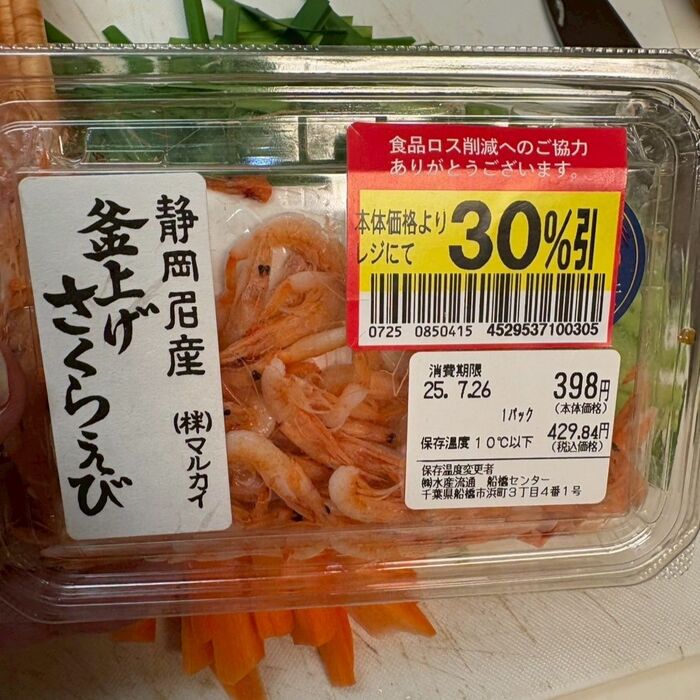 静岡名産
釜上げ
さくらえび
(株)マルカイ
食品ロス削減へのご協力
ありがとうございます。
本体価格より
レジにて
30%引
0725 0850415 4529537100305
消費期限
25. 7.26
398円
(本体価格)
1パック
429.84円
(税込価格)
保存温度10℃以下
保存温度変更者
㈱水産流通 船橋センター
千葉県船橋市浜町3丁目4番1号